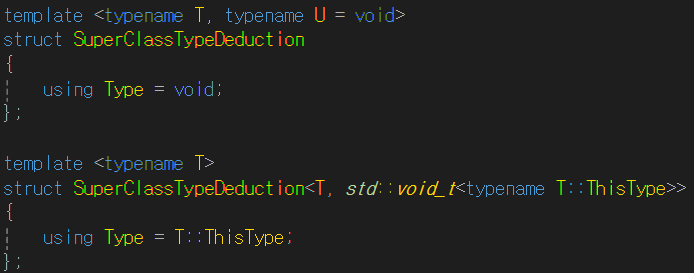 template <typename T, typename U = void>
struct SuperClassTypeDeduction
{
    using Type = void;
};

template <typename T>
struct SuperClassTypeDeduction<T, std::void_t<typename T::ThisType>>
{
    using Type = T::ThisType;
};